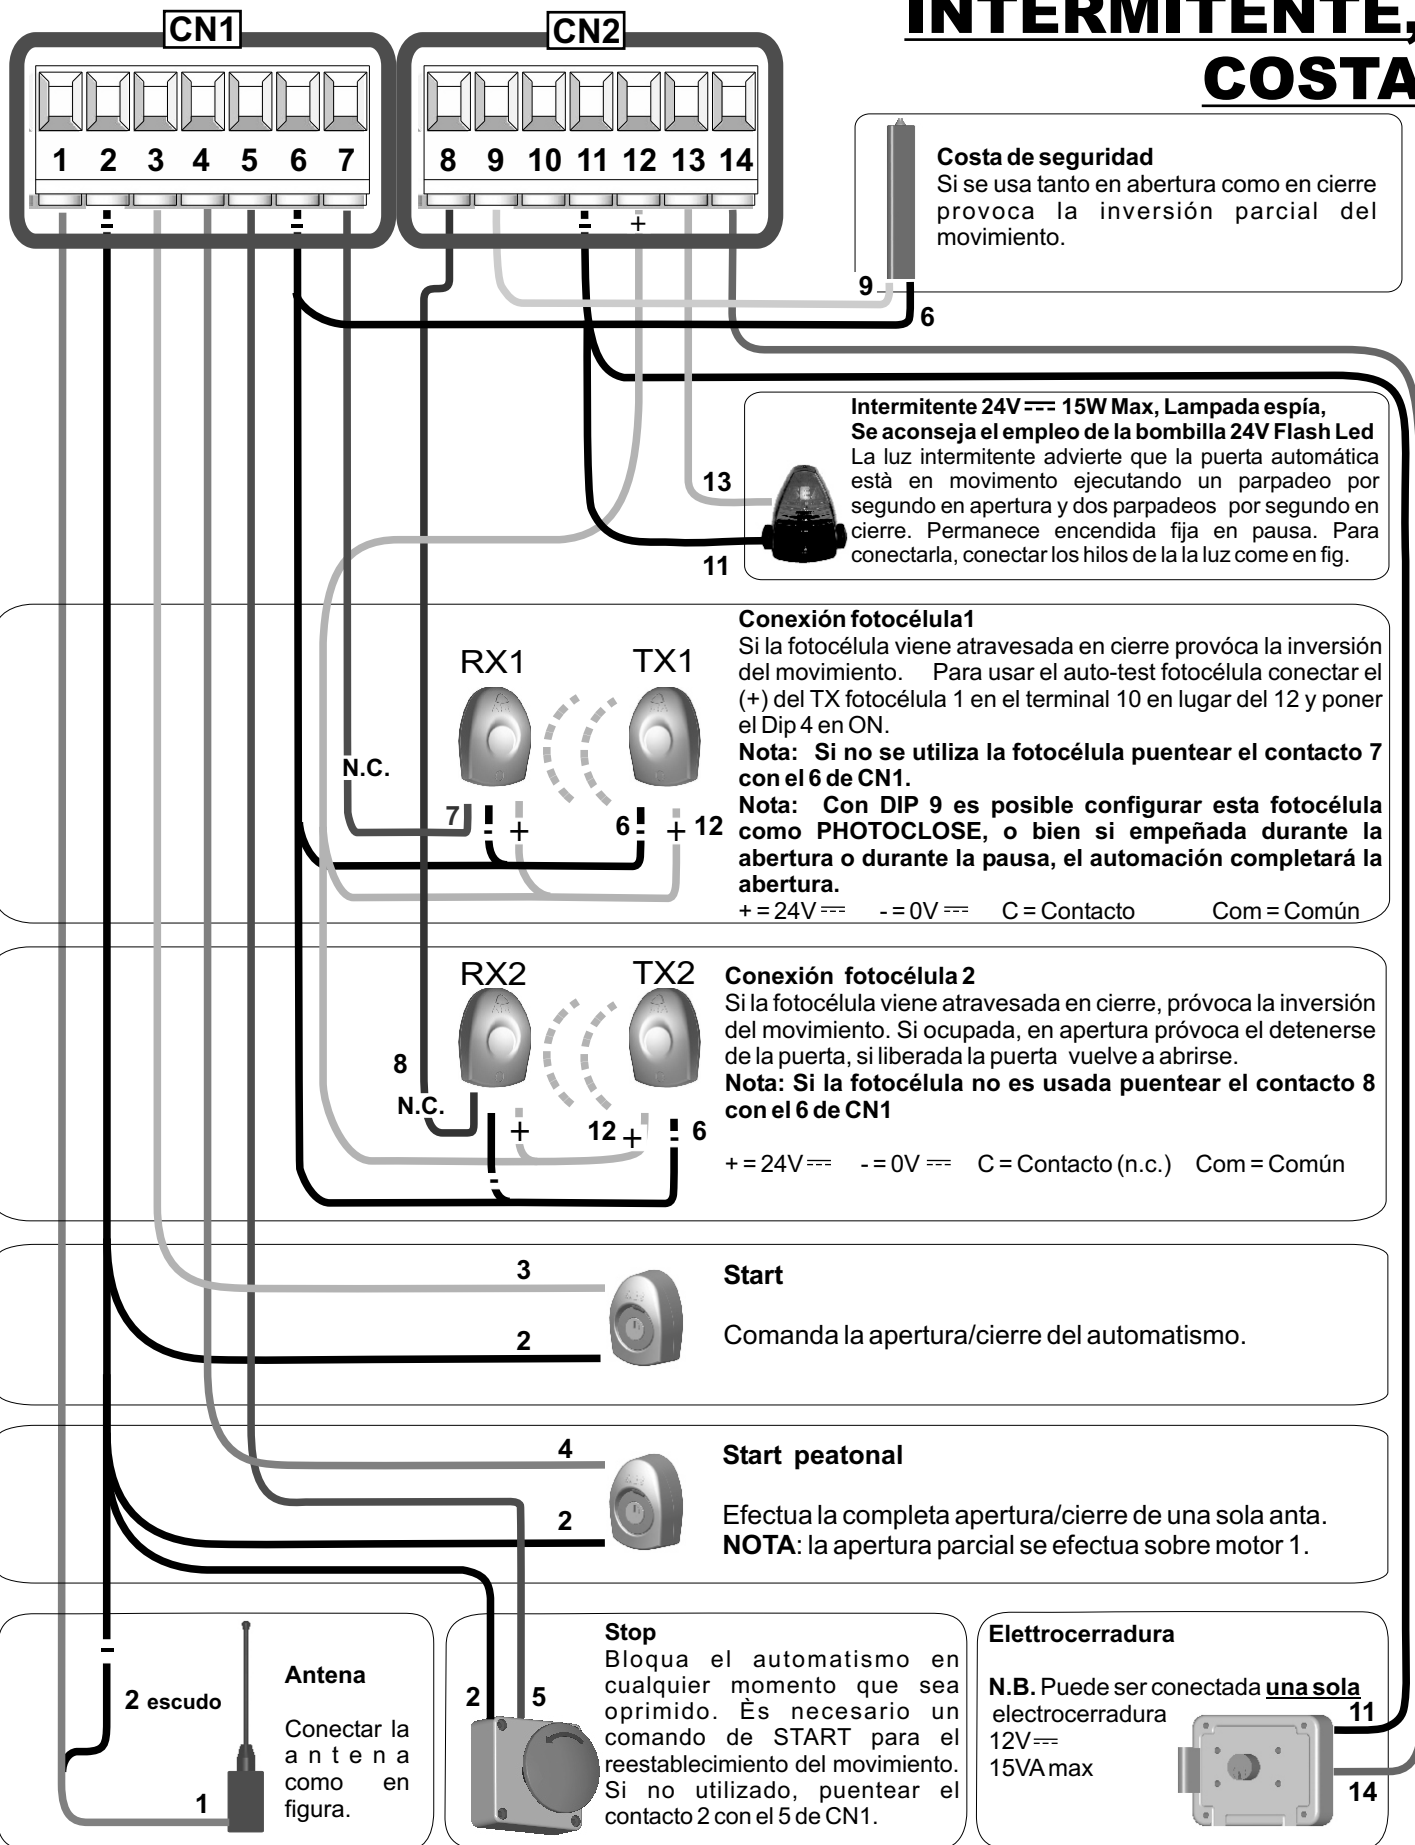 INTERMITENTE,
COSTA
CN1
CN2
1 2 3 4 5 6 7
8 9 10 11 12 13 14
- - - +
Costa de seguridad
Si se usa tanto en abertura como en cierre
provoca la inversión parcial del
movimiento.
9
6
Intermitente 24V 15W Max, Lampada espía,
Se aconseja el empleo de la bombilla 24V Flash Led
La luz intermitente advierte que la puerta automática
està en movimento ejecutando un parpadeo por
segundo en apertura y dos parpadeos por segundo en
cierre. Permanece encendida fija en pausa. Para
conectarla, conectar los hilos de la la luz come en fig.
13
11
Conexión fotocélula1
Si la fotocélula viene atravesada en cierre provóca la inversión
del movimiento. Para usar el auto-test fotocélula conectar el
(+) del TX fotocélula 1 en el terminal 10 en lugar del 12 y poner
el Dip 4 en ON.
Nota: Si no se utiliza la fotocélula puentear el contacto 7
con el 6 de CN1.
Nota: Con DIP 9 es posible configurar esta fotocélula
como PHOTOCLOSE, o bien si empeñada durante la
abertura o durante la pausa, el automación completará la
abertura.
+ = 24V - = 0V C = Contacto Com = Común
RX1 TX1
N.C.
7 - + 6 - + 12
RX2 TX2
8
N.C.
+ 12 + - 6
-
Conexión fotocélula 2
Si la fotocélula viene atravesada en cierre, próvoca la inversión
del movimiento. Si ocupada, en apertura próvoca el detenerse
de la puerta, si liberada la puerta vuelve a abrirse.
Nota: Si la fotocélula no es usada puentear el contacto 8
con el 6 de CN1
+ = 24V - = 0V C = Contacto (n.c.) Com = Común
3
2
Start
Comanda la apertura/cierre del automatismo.
4
2
Start peatonal
Efectua la completa apertura/cierre de una sola anta.
NOTA: la apertura parcial se efectua sobre motor 1.
-
2 escudo
1
Antena
Conectar la
antena
como en
figura.
2 5
Stop
Bloqua el automatismo en
cualquier momento que sea
oprimido. Ès necesario un
comando de START para el
reestablecimiento del movimiento.
Si no utilizado, puentear el
contacto 2 con el 5 de CN1.
Elettrocerradura
N.B. Puede ser conectada una sola
electrocerradura
12V
15VA max
11
14